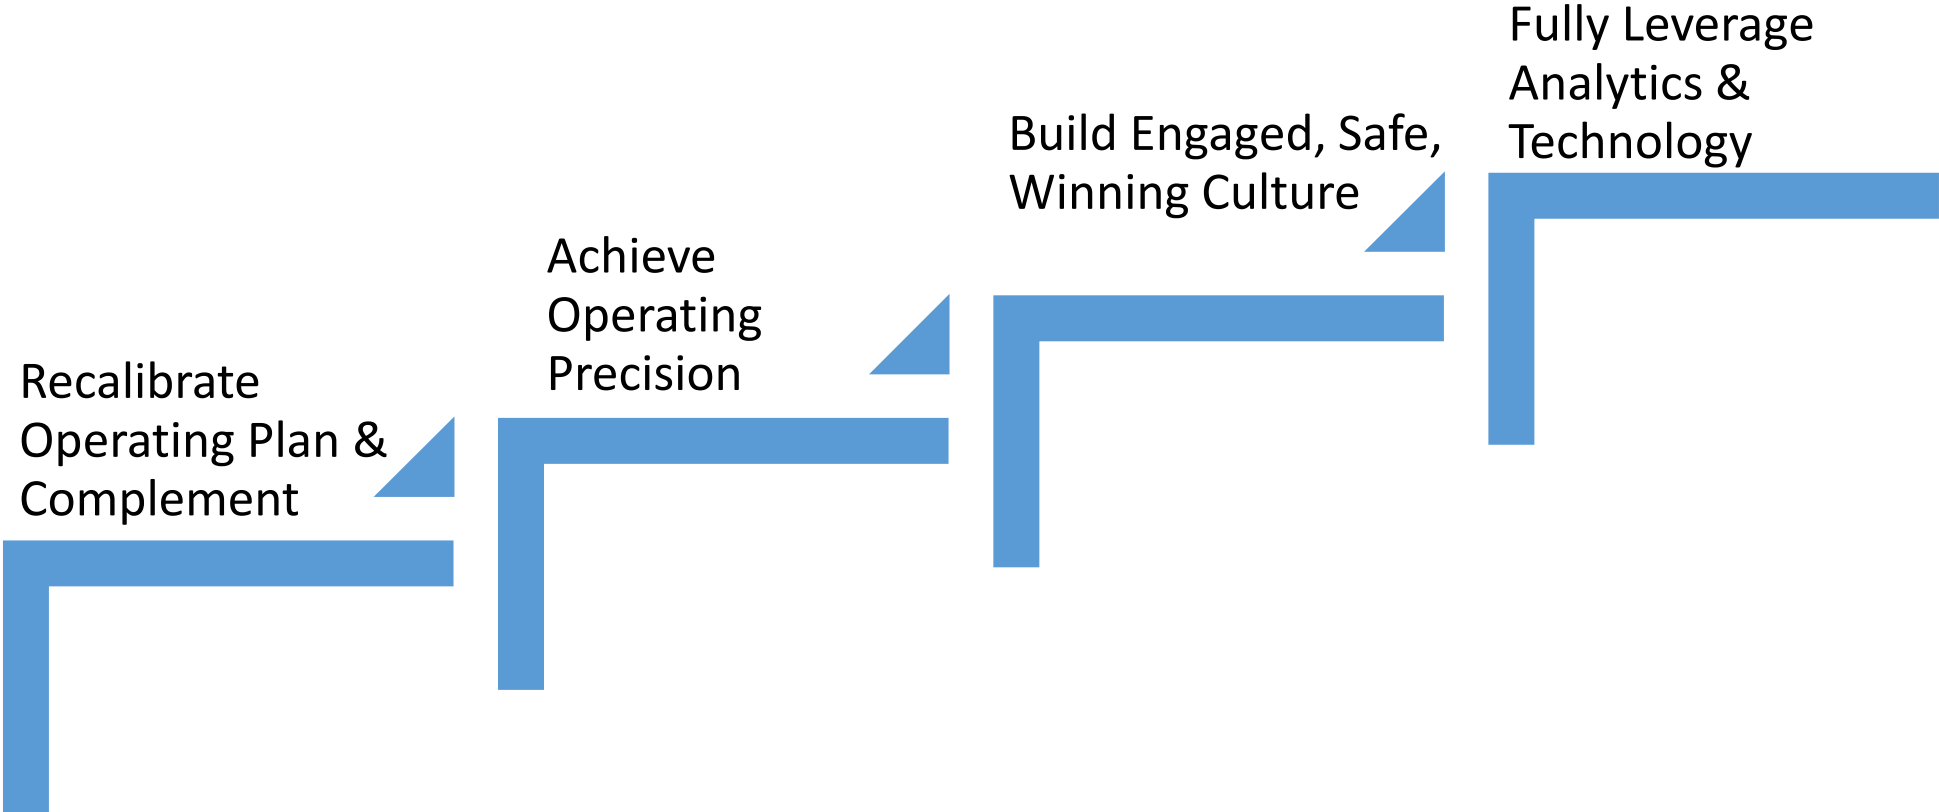 Recalibrate
Operating Plan &
Complement
Achieve
Operating
Precision
Build Engaged, Safe,
Winning Culture
Fully Leverage
Analytics &
Technology